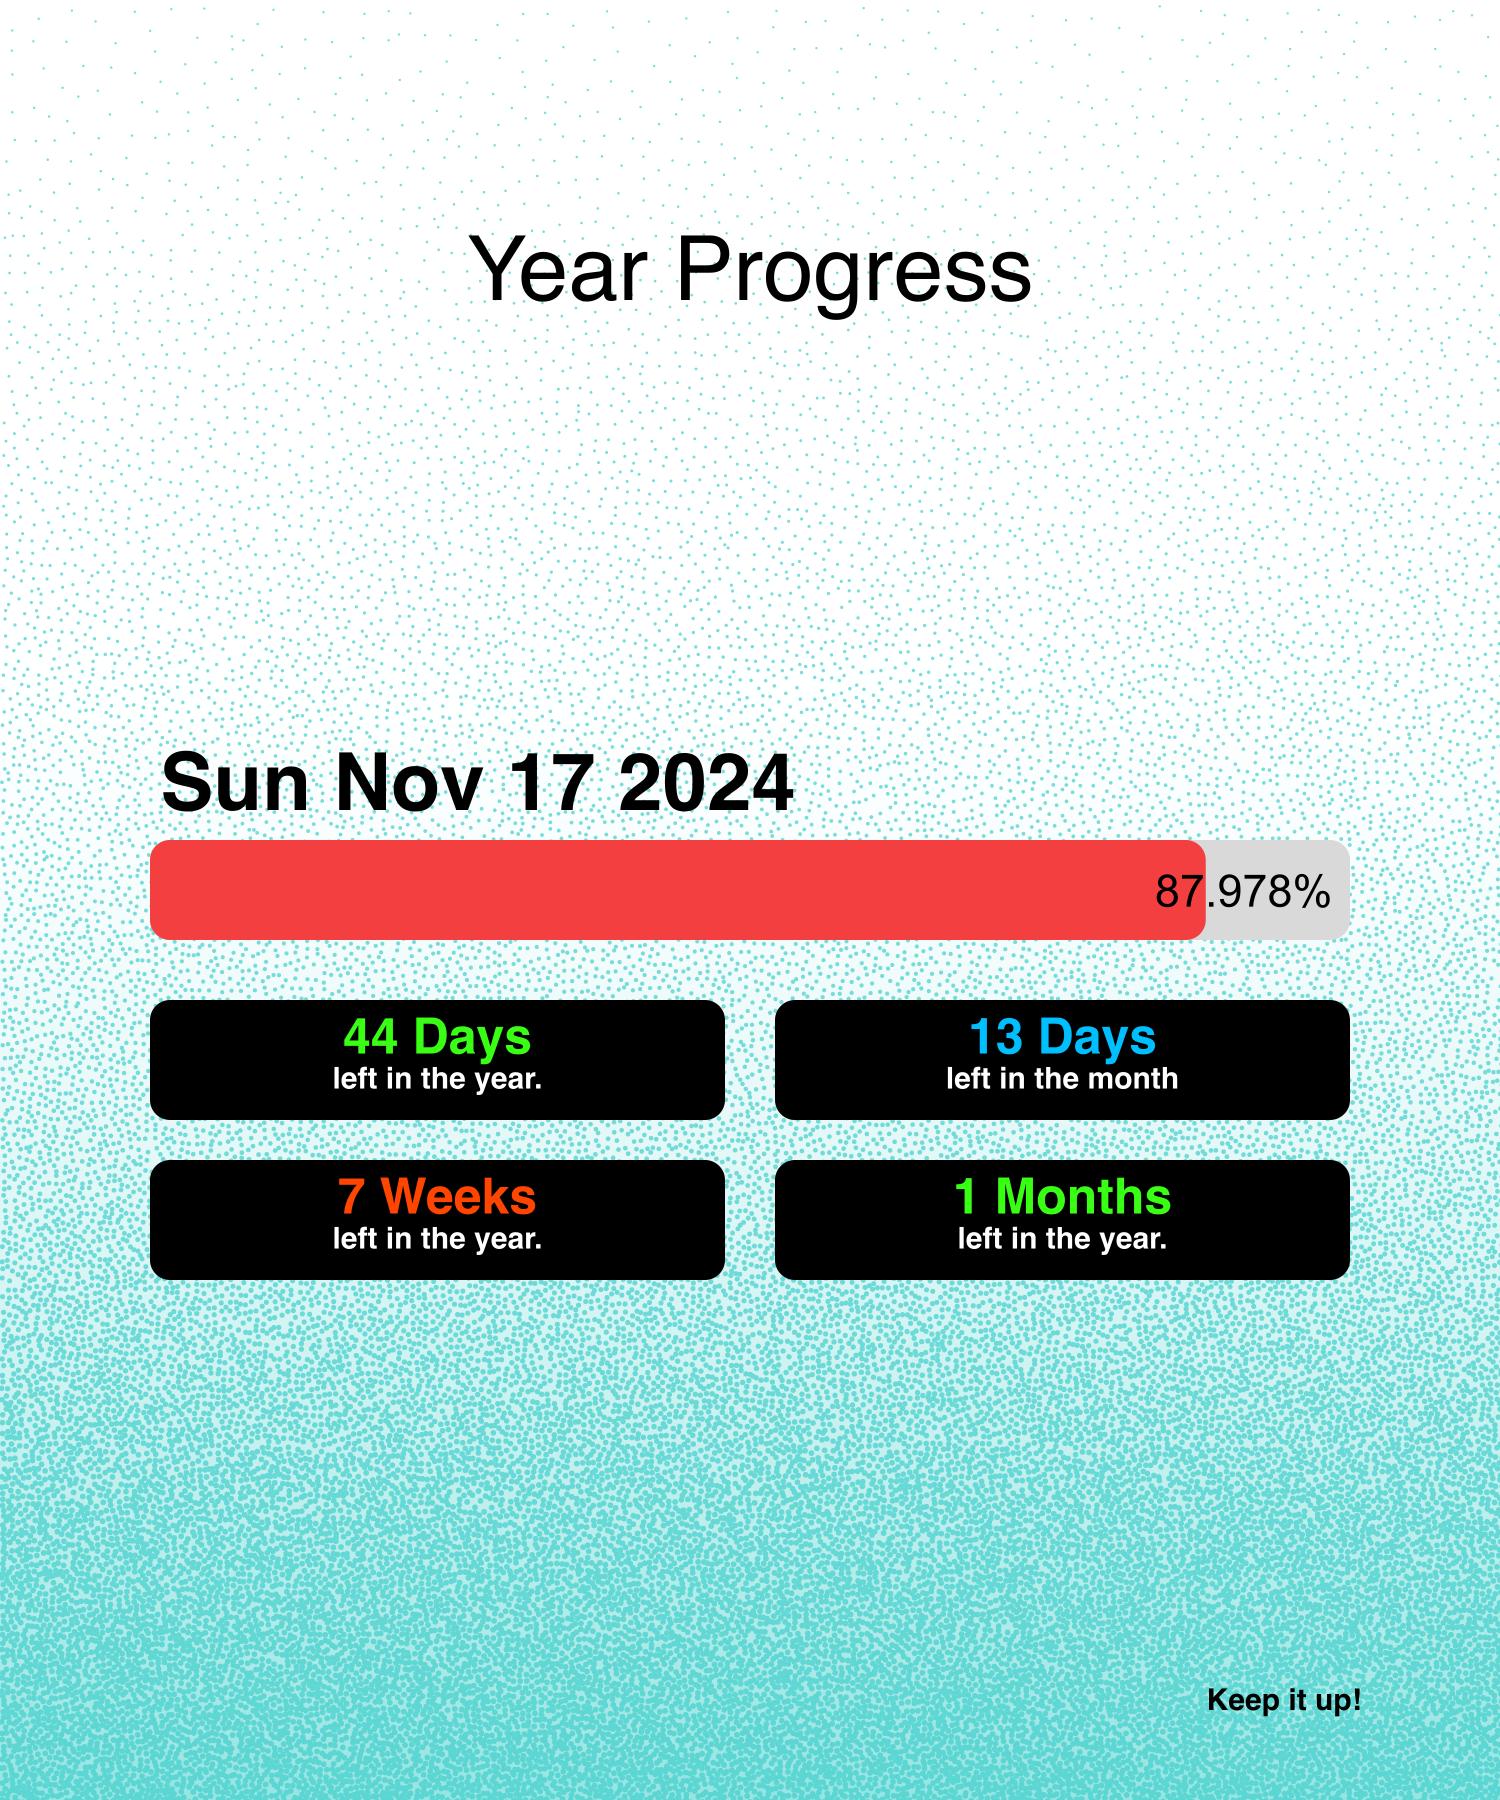 Year Progress
Sun Nov 17 2024
87.978%
44 Days
left in the year.
13 Days
left in the month
7 Weeks
left in the year.
1 Months
left in the year.
Keep it up!